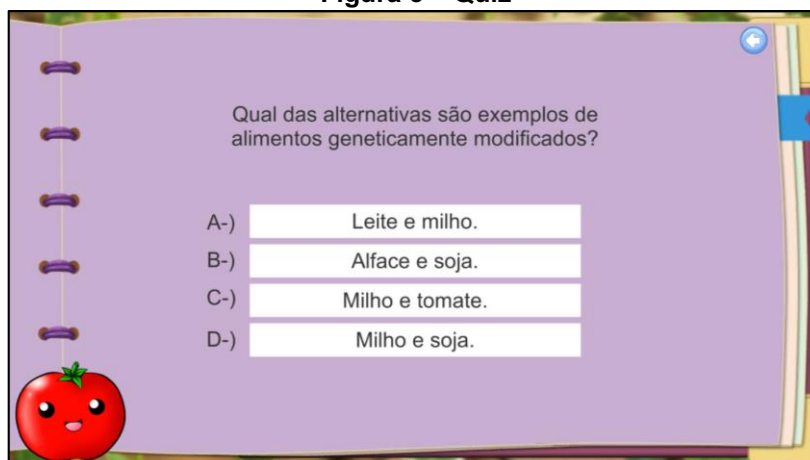 Qual das alternativas são exemplos de
alimentos geneticamente modificados?
A-) Leite e milho.
B-) Alface e soja.
C-) Milho e tomate.
D-) Milho e soja.